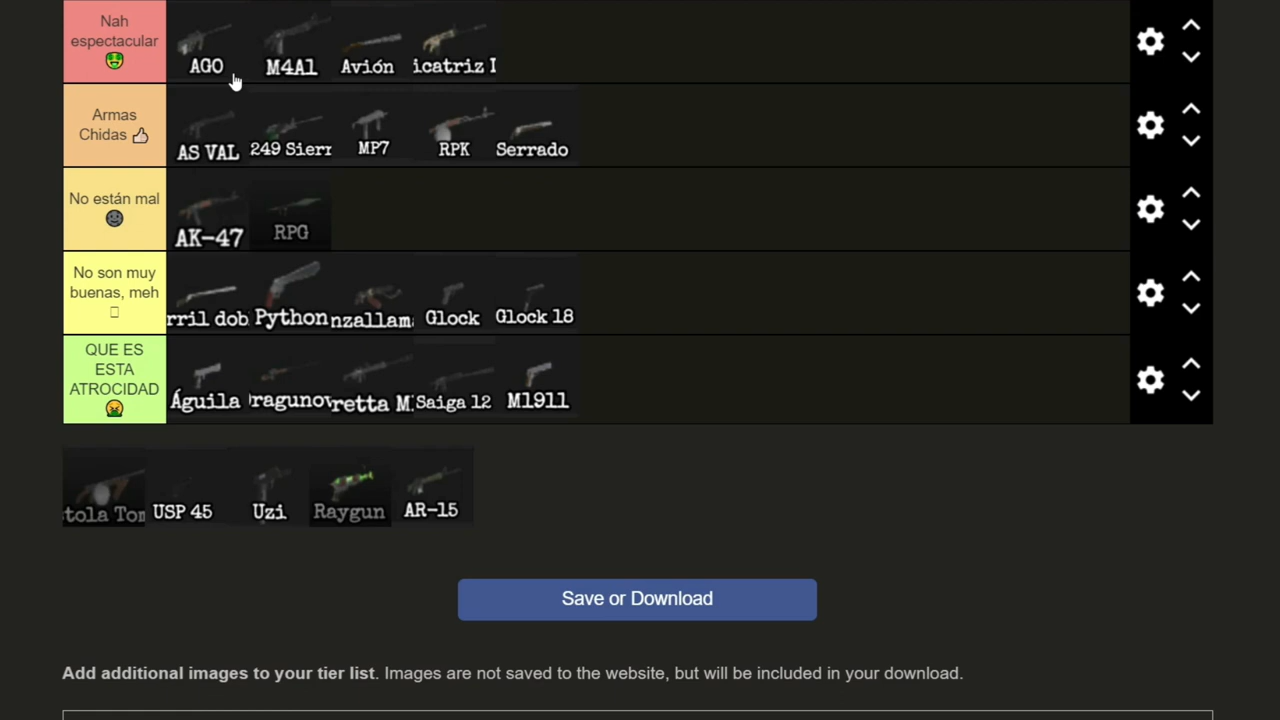 Nah
espectacular 🤑
AGO
M4A1
Avión
icatriz I
Armas
Chidas 👍
AS VAL
249 Sierr
MP7
RPK
Serrado
No están mal
AK-47
RPG
No son muy
buenas, meh
rril dob
Python
nzallama
Glock
Glock 18
QUE ES
ESTA
ATROCIDAD
🤮
Águila
ragunov
retta M
Saiga 12
M1911
stola Tom
USP 45
Uzi
Raygun
AR-15
Save or Download
Add additional images to your tier list. Images are not saved to the website, but will be included in your download.